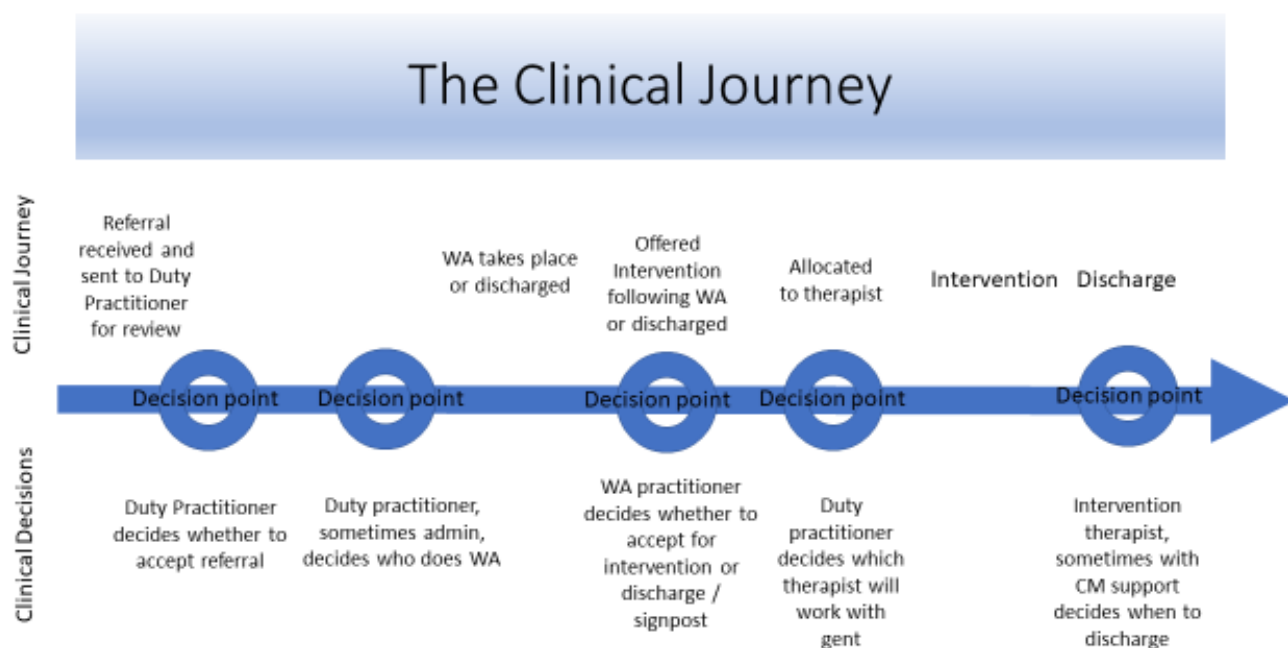 The Clinical Journey
Clinical Journey
Referral
received and
sent to Duty
Practitioner
for review
WA takes place
or discharged
Offered
Intervention
following WA
or discharged
Allocated
to therapist
Intervention
Discharge
Decision point
Decision point
Decision point
Decision point
Decision point
Clinical Decisions
Duty Practitioner
decides whether to
accept referral
Duty practitioner,
sometimes admin,
decides who does WA
WA practitioner
decides whether to
accept for
intervention or
discharge /
signpost
Duty
practitioner
decides which
therapist will
work with
gent
Intervention
therapist,
sometimes with
CM support
decides when to
discharge